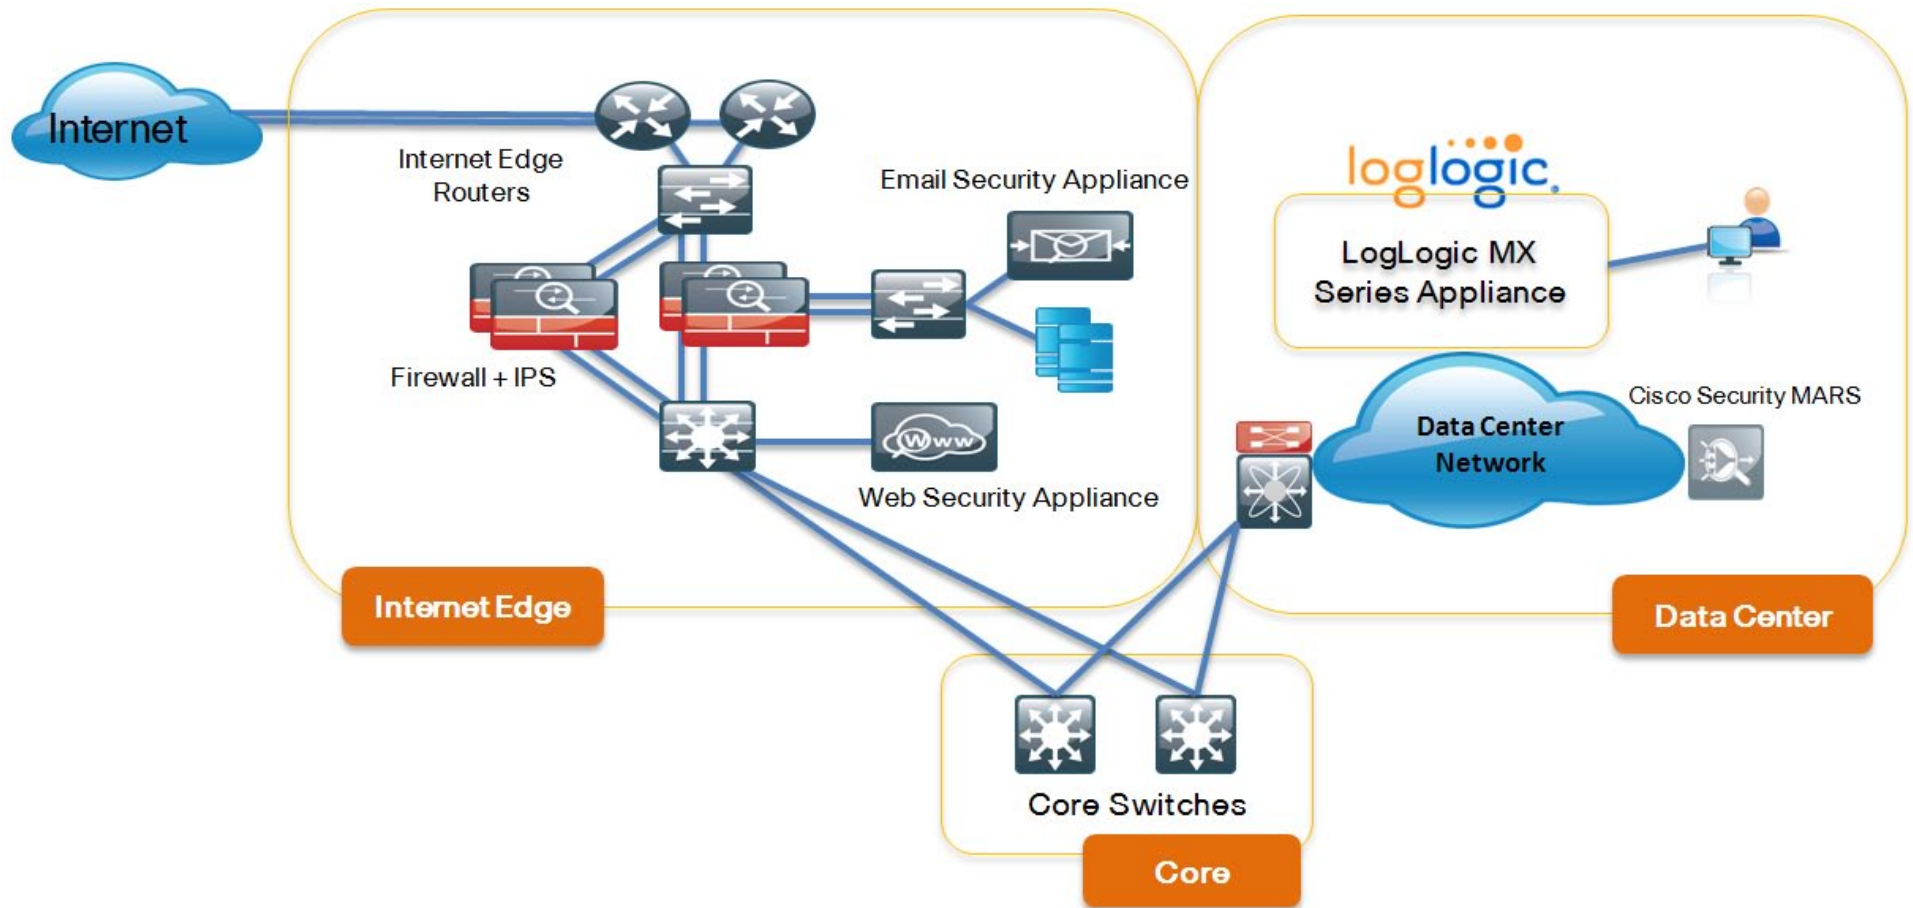 Internet
Internet Edge
Routers
Email Security Appliance
Firewall + IPS
Www
Web Security Appliance
Internet Edge
loglogic.
LogLogic MX
Series Appliance
Cisco Security MARS
Data Center
Network
Data Center
Core Switches
Core